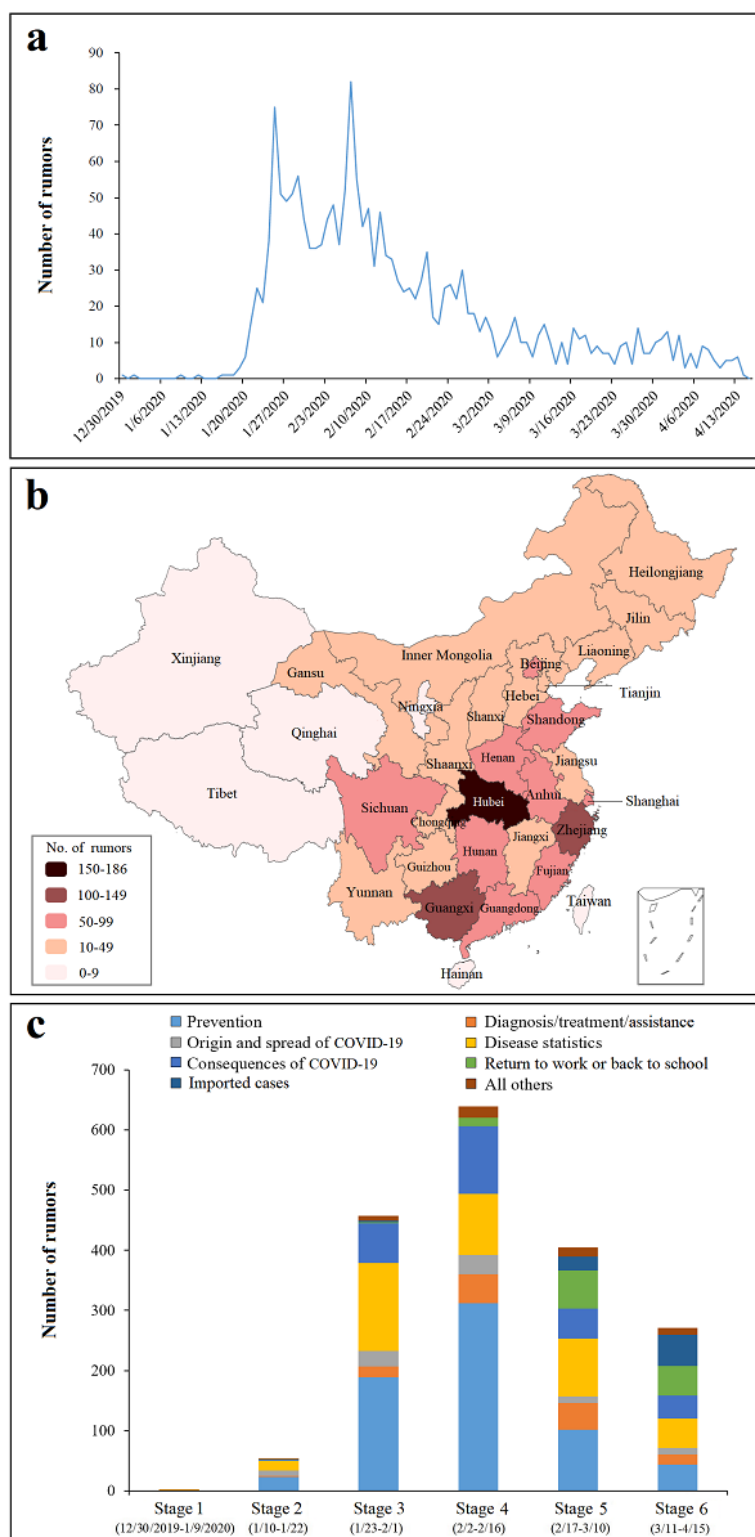 a
90
80
70
60
50
40
30
20
10
0
Number of rumors
12/30/2019
1/6/2020
1/13/2020
1/20/2020
1/27/2020
2/3/2020
2/10/2020
2/17/2020
2/24/2020
3/2/2020
3/9/2020
3/16/2020
3/23/2020
3/30/2020
4/6/2020
4/13/2020
b
Heilongjiang
Jilin
Liaoning
Inner Mongolia
Xinjiang
Gansu
Beijing
Tianjin
Hebei
Ningxia
Shanxi
Shandong
Qinghai
Shaanxi
Henan
Jiangsu
Tibet
Sichuan
Hubei
Anhui
Shanghai
Chongqing
Zhejiang
Hunan
Jiangxi
Guizhou
Fujian
Yunnan
Guangxi
Guangdong
Taiwan
Hainan
No. of rumors
150-186
100-149
50-99
10-49
0-9
c
Prevention
Diagnosis/treatment/assistance
Origin and spread of COVID-19
Disease statistics
Consequences of COVID-19
Return to work or back to school
Imported cases
All others
700
600
500
400
300
200
100
0
Number of rumors
Stage 1 Stage 2 Stage 3 Stage 4 Stage 5 Stage 6
(12/30/2019-1/9/2020) (1/10-1/22) (1/23-2/1) (2/2-2/16) (2/17-3/10) (3/11-4/15)